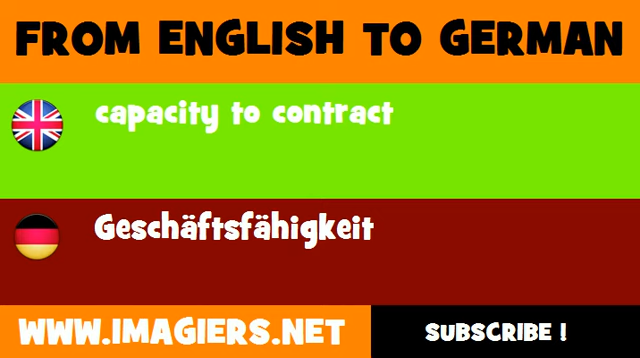 FROM ENGLISH TO GERMAN
capacity to contract
Geschäftsfähigkeit
WWW.IMAGIERS.NET
SUBSCRIBE !